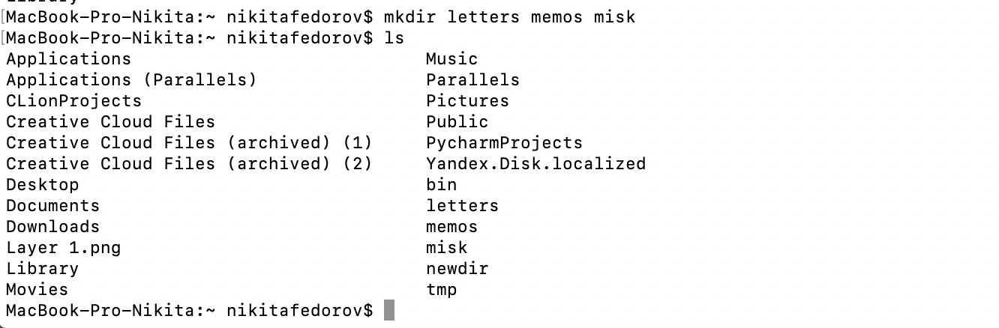 [MacBook-Pro-Nikita:~ nikitafedorov$ mkdir letters memos misk
[MacBook-Pro-Nikita:~ nikitafedorov$ ls
Applications Music
Applications (Parallels) Parallels
CLionProjects Pictures
Creative Cloud Files Public
Creative Cloud Files (archived) (1) PycharmProjects
Creative Cloud Files (archived) (2) Yandex.Disk.localized
Desktop bin
Documents letters
Downloads memos
Layer 1.png misk
Library newdir
Movies tmp
MacBook-Pro-Nikita:~ nikitafedorov$